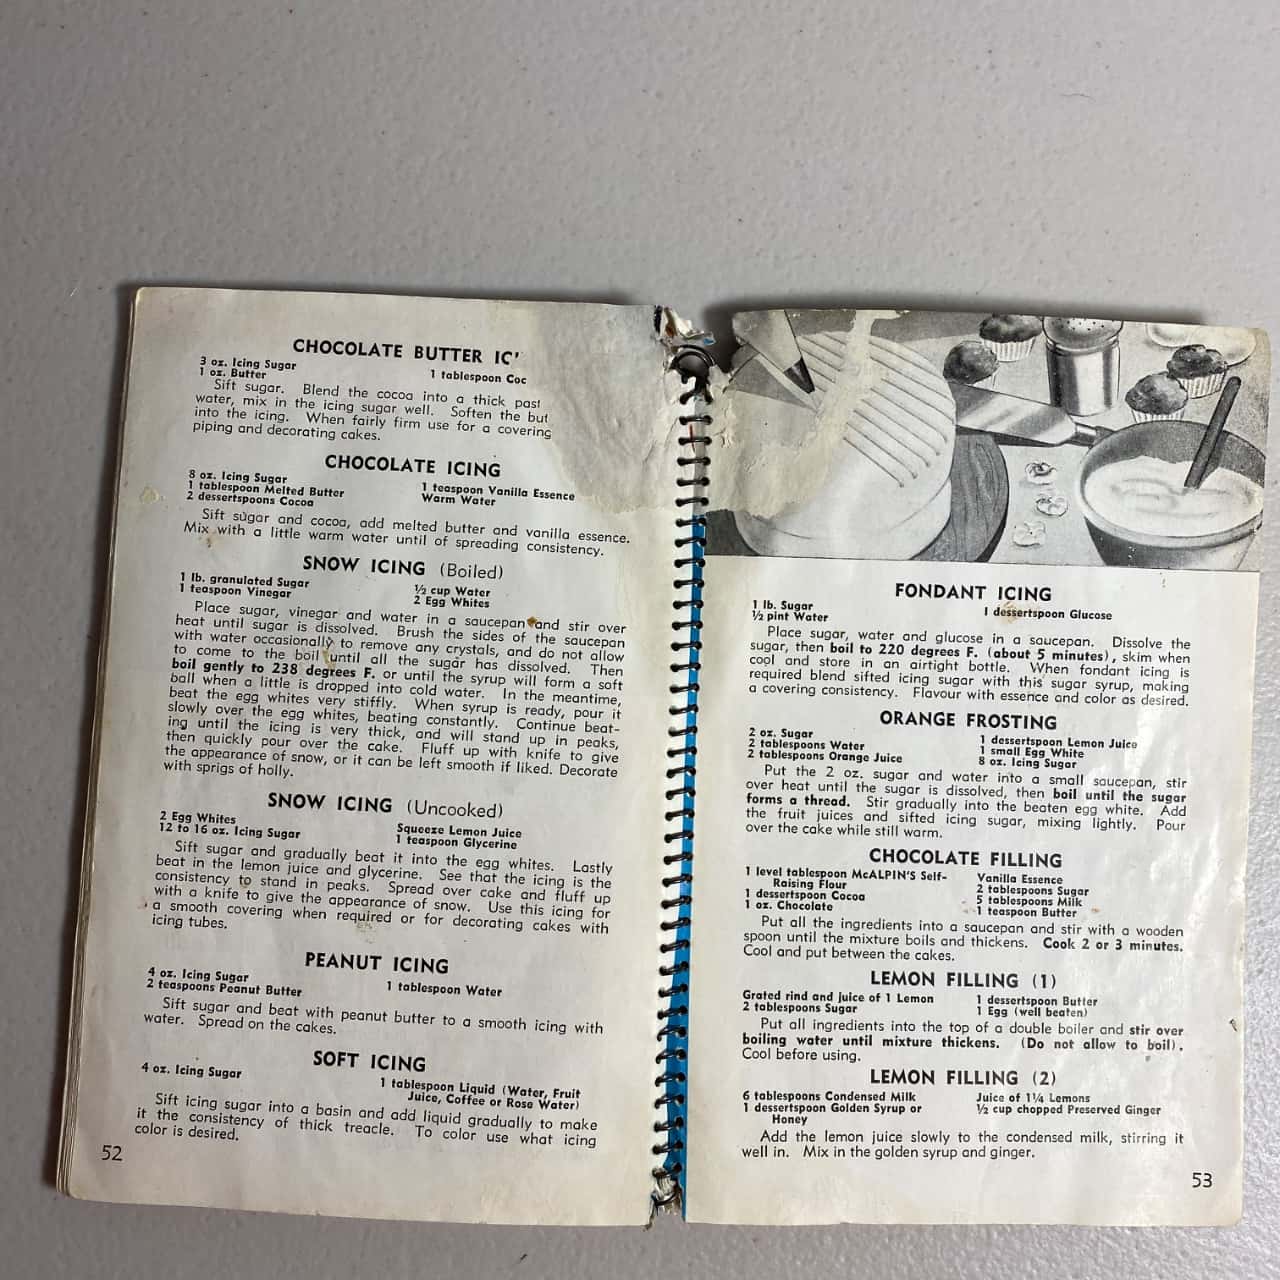 CHOCOLATE BUTTER IC
3 oz. Icing Sugar
1 oz. Butter
1 tablespoon Coc
Sift sugar. Blend the cocoa into a thick past
water, mix in the icing sugar well. Soften the but
into the icing. When fairly firm use for a covering
piping and decorating cakes.
CHOCOLATE ICING
8 oz. Icing Sugar
1 tablespoon Melted Butter
2 dessertspoons Cocoa
1 teaspoon Vanilla Essence
Warm Water
Sift sugar and cocoa, add melted butter and vanilla essence.
Mix with a little warm water until of spreading consistency.
SNOW ICING (Boiled)
1 lb. granulated Sugar
1 teaspoon Vinegar
½ cup Water
2 Egg Whites
Place sugar, vinegar and water in a saucepan and stir over
heat until sugar is dissolved. Brush the sides of the saucepan
with water occasionally to remove any crystals, and do not allow
to come to the boil until all the sugar has dissolved. Then
boil gently to 238 degrees F. or until the syrup will form a soft
ball when a little is dropped into cold water. In the meantime,
beat the egg whites very stiffly. When syrup is ready, pour it
slowly over the egg whites, beating constantly. Continue beat-
ing until the icing is very thick, and will stand up in peaks,
then quickly pour over the cake. Fluff up with knife to give
the appearance of snow, or it can be left smooth if liked. Decorate
with sprigs of holly.
SNOW ICING (Uncooked)
2 Egg Whites
12 to 16 oz. Icing Sugar
Squeeze Lemon Juice
1 teaspoon Glycerine
Sift sugar and gradually beat it into the egg whites. Lastly
beat in the lemon juice and glycerine. See that the icing is the
consistency to stand in peaks. Spread over cake and fluff up
with a knife to give the appearance of snow. Use this icing for
a smooth covering when required or for decorating cakes with
icing tubes.
PEANUT ICING
4 oz. Icing Sugar
2 teaspoons Peanut Butter
1 tablespoon Water
Sift sugar and beat with peanut butter to a smooth icing with
water. Spread on the cakes.
SOFT ICING
4 oz. Icing Sugar
1 tablespoon Liquid (Water, Fruit
Juice, Coffee or Rose Water)
Sift icing sugar into a basin and add liquid gradually to make
it the consistency of thick treacle. To color use what icing
color is desired.
52
FONDANT ICING
1 lb. Sugar
½ pint Water
1 dessertspoon Glucose
Place sugar, water and glucose in a saucepan. Dissolve the
sugar, then boil to 220 degrees F. (about 5 minutes), skim when
cool and store in an airtight bottle. When fondant icing is
required blend sifted icing sugar with this sugar syrup, making
a covering consistency. Flavour with essence and color as desired.
ORANGE FROSTING
2 oz. Sugar
2 tablespoons Water
2 tablespoons Orange Juice
1 dessertspoon Lemon Juice
1 small Egg White
8 oz. Icing Sugar
Put the 2 oz. sugar and water into a small saucepan, stir
over heat until the sugar is dissolved, then boil until the sugar
forms a thread. Stir gradually into the beaten egg white. Add
the fruit juices and sifted icing sugar, mixing lightly. Pour
over the cake while still warm.
CHOCOLATE FILLING
1 level tablespoon McALPIN'S Self-
Raising Flour
1 dessertspoon Cocoa
1 oz. Chocolate
Vanilla Essence
2 tablespoons Sugar
5 tablespoons Milk
1 teaspoon Butter
Put all the ingredients into a saucepan and stir with a wooden
spoon until the mixture boils and thickens. Cook 2 or 3 minutes.
Cool and put between the cakes.
LEMON FILLING (1)
Grated rind and juice of 1 Lemon
2 tablespoons Sugar
1 dessertspoon Butter
1 Egg (well beaten)
Put all ingredients into the top of a double boiler and stir over
boiling water until mixture thickens. (Do not allow to boil).
Cool before using.
LEMON FILLING (2)
6 tablespoons Condensed Milk
1 dessertspoon Golden Syrup or
Honey
Juice of 1¼ Lemons
½ cup chopped Preserved Ginger
Add the lemon juice slowly to the condensed milk, stirring it
well in. Mix in the golden syrup and ginger.
53